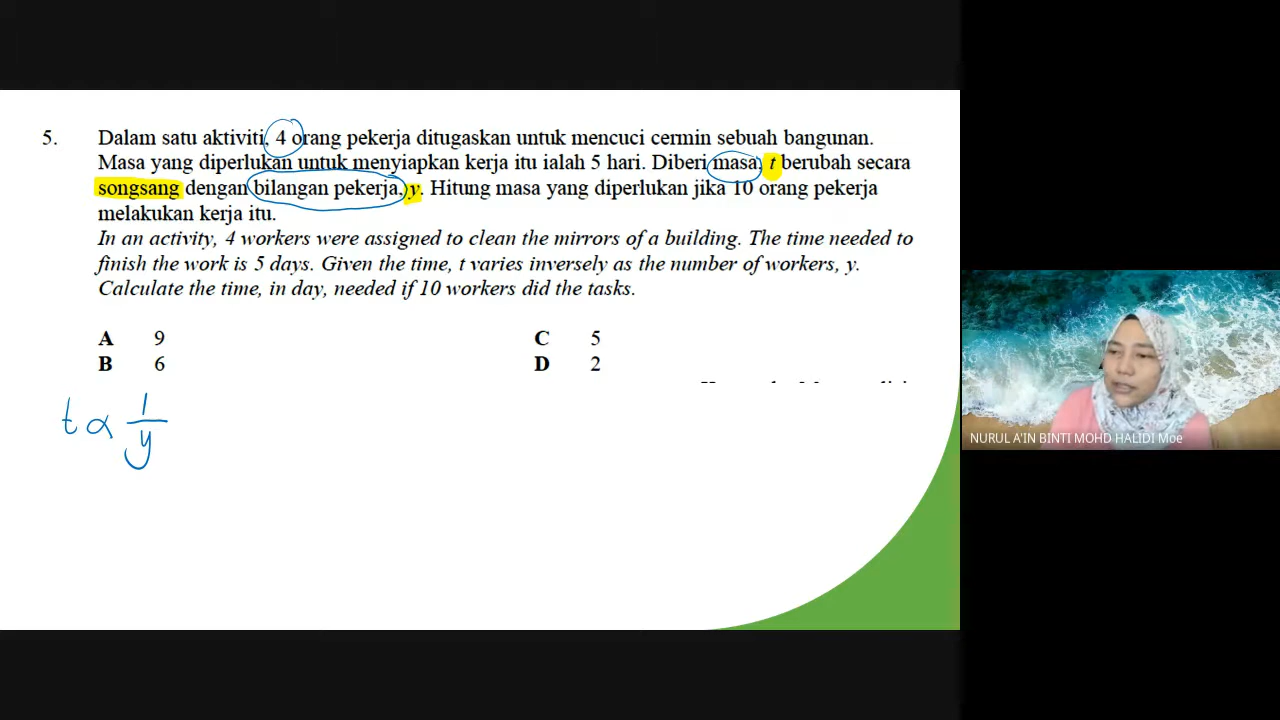 5. Dalam satu aktiviti, 4 orang pekerja ditugaskan untuk mencuci cermin sebuah bangunan.
Masa yang diperlukan untuk menyiapkan kerja itu ialah 5 hari. Diberi masa, t berubah secara
songsang dengan bilangan pekerja, y. Hitung masa yang diperlukan jika 10 orang pekerja
melakukan kerja itu.
In an activity, 4 workers were assigned to clean the mirrors of a building. The time needed to
finish the work is 5 days. Given the time, t varies inversely as the number of workers, y.
Calculate the time, in day, needed if 10 workers did the tasks.
A 9 C 5
B 6 D 2
t ∝ 1/y
NURUL A'IN BINTI MOHD HALIDI Moe